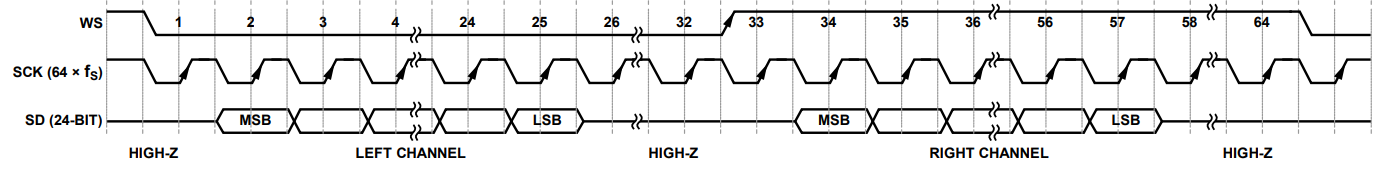 WS 1 2 3 4 24 25 26 32 33 34 35 36 56 57 58 64
SCK (64 × fS)
SD (24-BIT) MSB LSB MSB LSB
HIGH-Z LEFT CHANNEL HIGH-Z RIGHT CHANNEL HIGH-Z